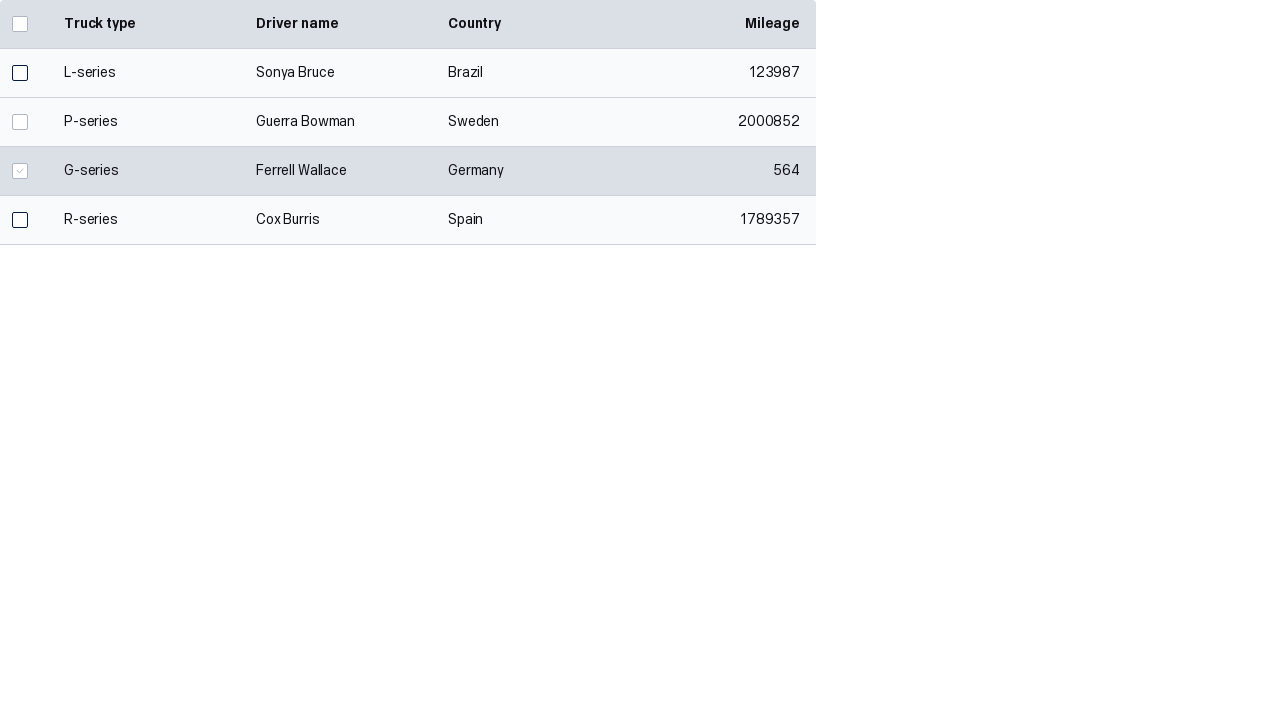 Truck type Driver name Country Mileage
L-series Sonya Bruce Brazil 123987
P-series Guerra Bowman Sweden 2000852
G-series Ferrell Wallace Germany 564
R-series Cox Burris Spain 1789357